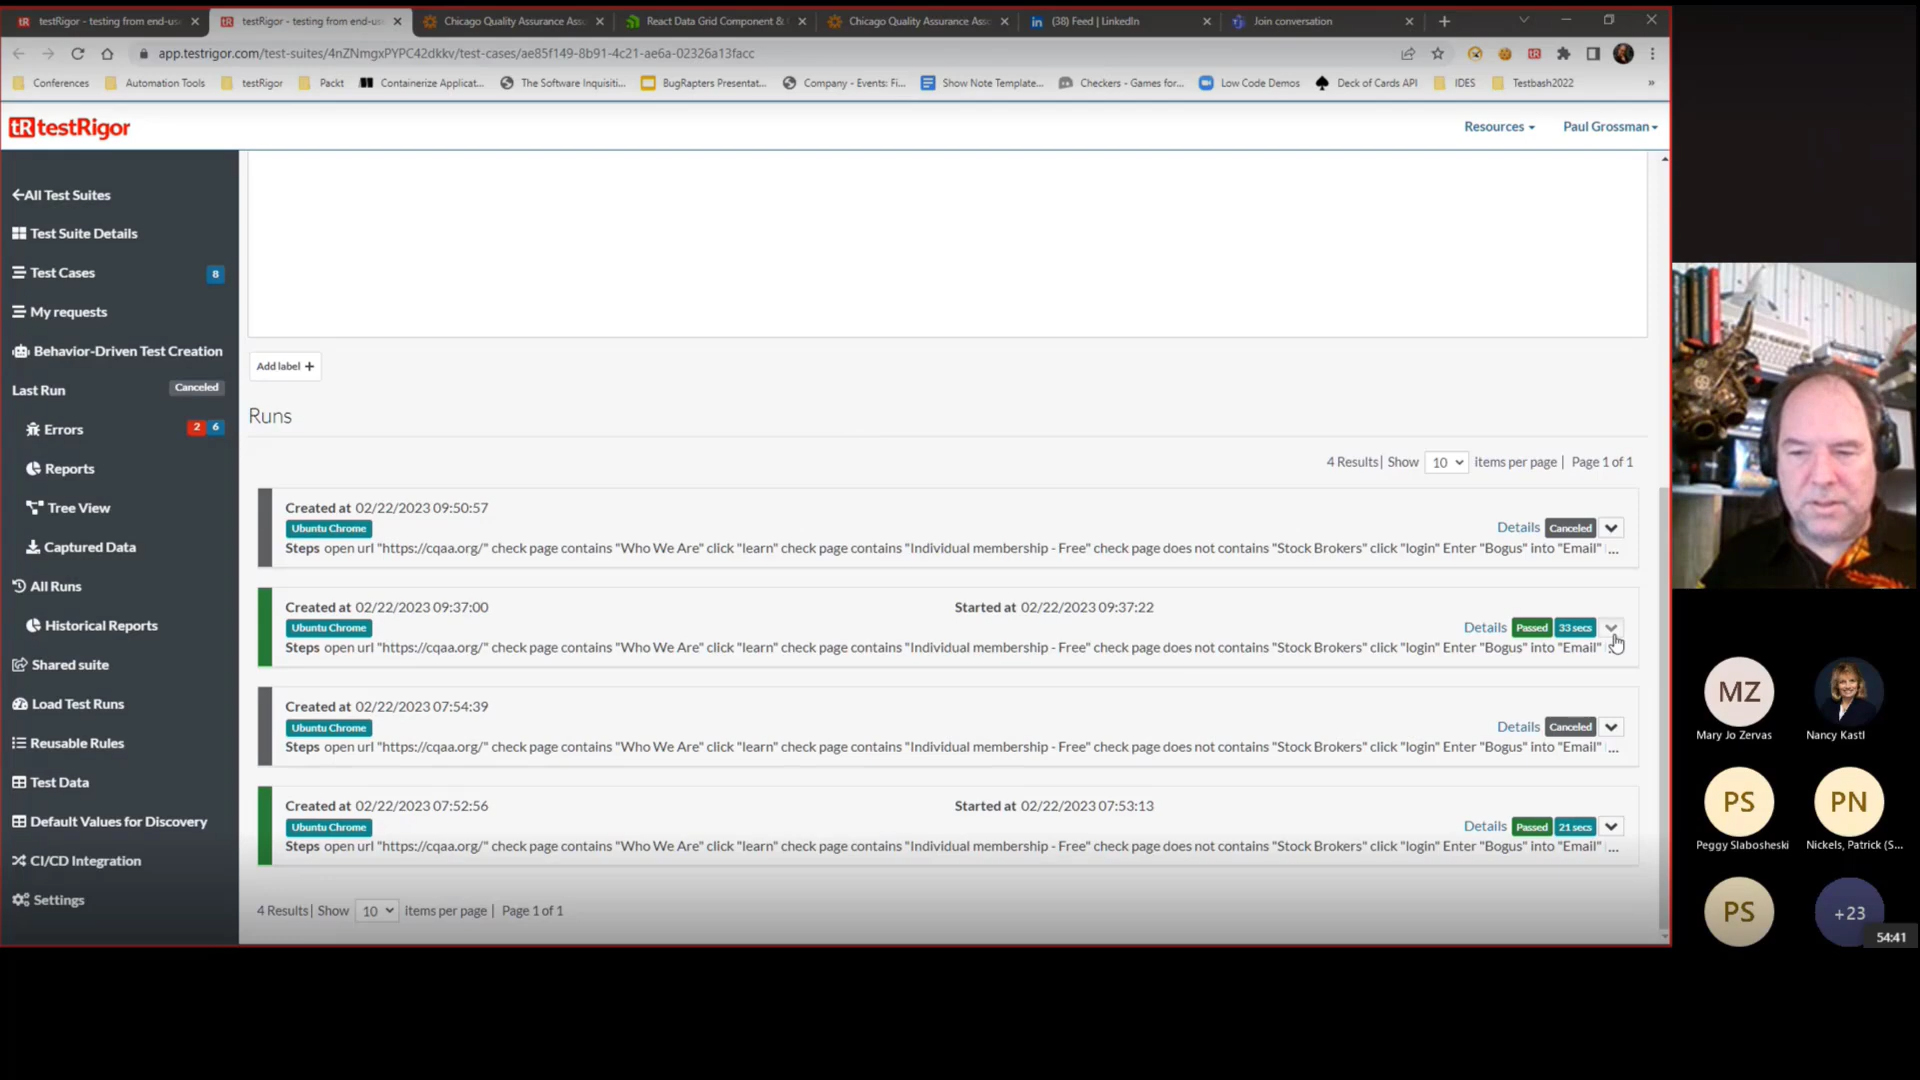 testRigor - testing from end-us
testRigor - testing from end-us
Chicago Quality Assurance Ass
React Data Grid Component &
Chicago Quality Assurance Ass
(38) Feed | LinkedIn
Join conversation
app.testrigor.com/test-suites/4nZNmgxPYPC42dkkv/test-cases/ae85f149-8b91-4c21-ae6a-02326a13facc
Conferences
Automation Tools
testRigor
Packt
Containerize Applicat...
The Software Inquisiti...
BugRapters Presentat...
Company - Events: Fi...
Show Note Template...
Checkers - Games for...
Low Code Demos
Deck of Cards API
IDES
Testbash2022
»
tR testRigor
Resources
Paul Grossman
All Test Suites
Test Suite Details
Test Cases 8
My requests
Behavior-Driven Test Creation
Last Run Canceled
Errors 2 6
Reports
Tree View
Captured Data
All Runs
Historical Reports
Shared suite
Load Test Runs
Reusable Rules
Test Data
Default Values for Discovery
CI/CD Integration
Settings
Add label +
Runs
4 Results| Show 10 items per page | Page 1 of 1
Created at 02/22/2023 09:50:57
Ubuntu Chrome
Details Canceled
Steps open url "https://cqaa.org/" check page contains "Who We Are" click "learn" check page contains "Individual membership - Free" check page does not contains "Stock Brokers" click "login" Enter "Bogus" into "Email" ...
Created at 02/22/2023 09:37:00
Started at 02/22/2023 09:37:22
Ubuntu Chrome
Details Passed 33 secs
Steps open url "https://cqaa.org/" check page contains "Who We Are" click "learn" check page contains "Individual membership - Free" check page does not contains "Stock Brokers" click "login" Enter "Bogus" into "Email"
Created at 02/22/2023 07:54:39
Ubuntu Chrome
Details Canceled
Steps open url "https://cqaa.org/" check page contains "Who We Are" click "learn" check page contains "Individual membership - Free" check page does not contains "Stock Brokers" click "login" Enter "Bogus" into "Email" ...
Created at 02/22/2023 07:52:56
Started at 02/22/2023 07:53:13
Ubuntu Chrome
Details Passed 21 secs
Steps open url "https://cqaa.org/" check page contains "Who We Are" click "learn" check page contains "Individual membership - Free" check page does not contains "Stock Brokers" click "login" Enter "Bogus" into "Email" ...
4 Results| Show 10 items per page | Page 1 of 1
MZ
Mary Jo Zervas
Nancy Kastl
PS
Peggy Slabosheski
PN
Nickels, Patrick (S...
PS
+23
54:41